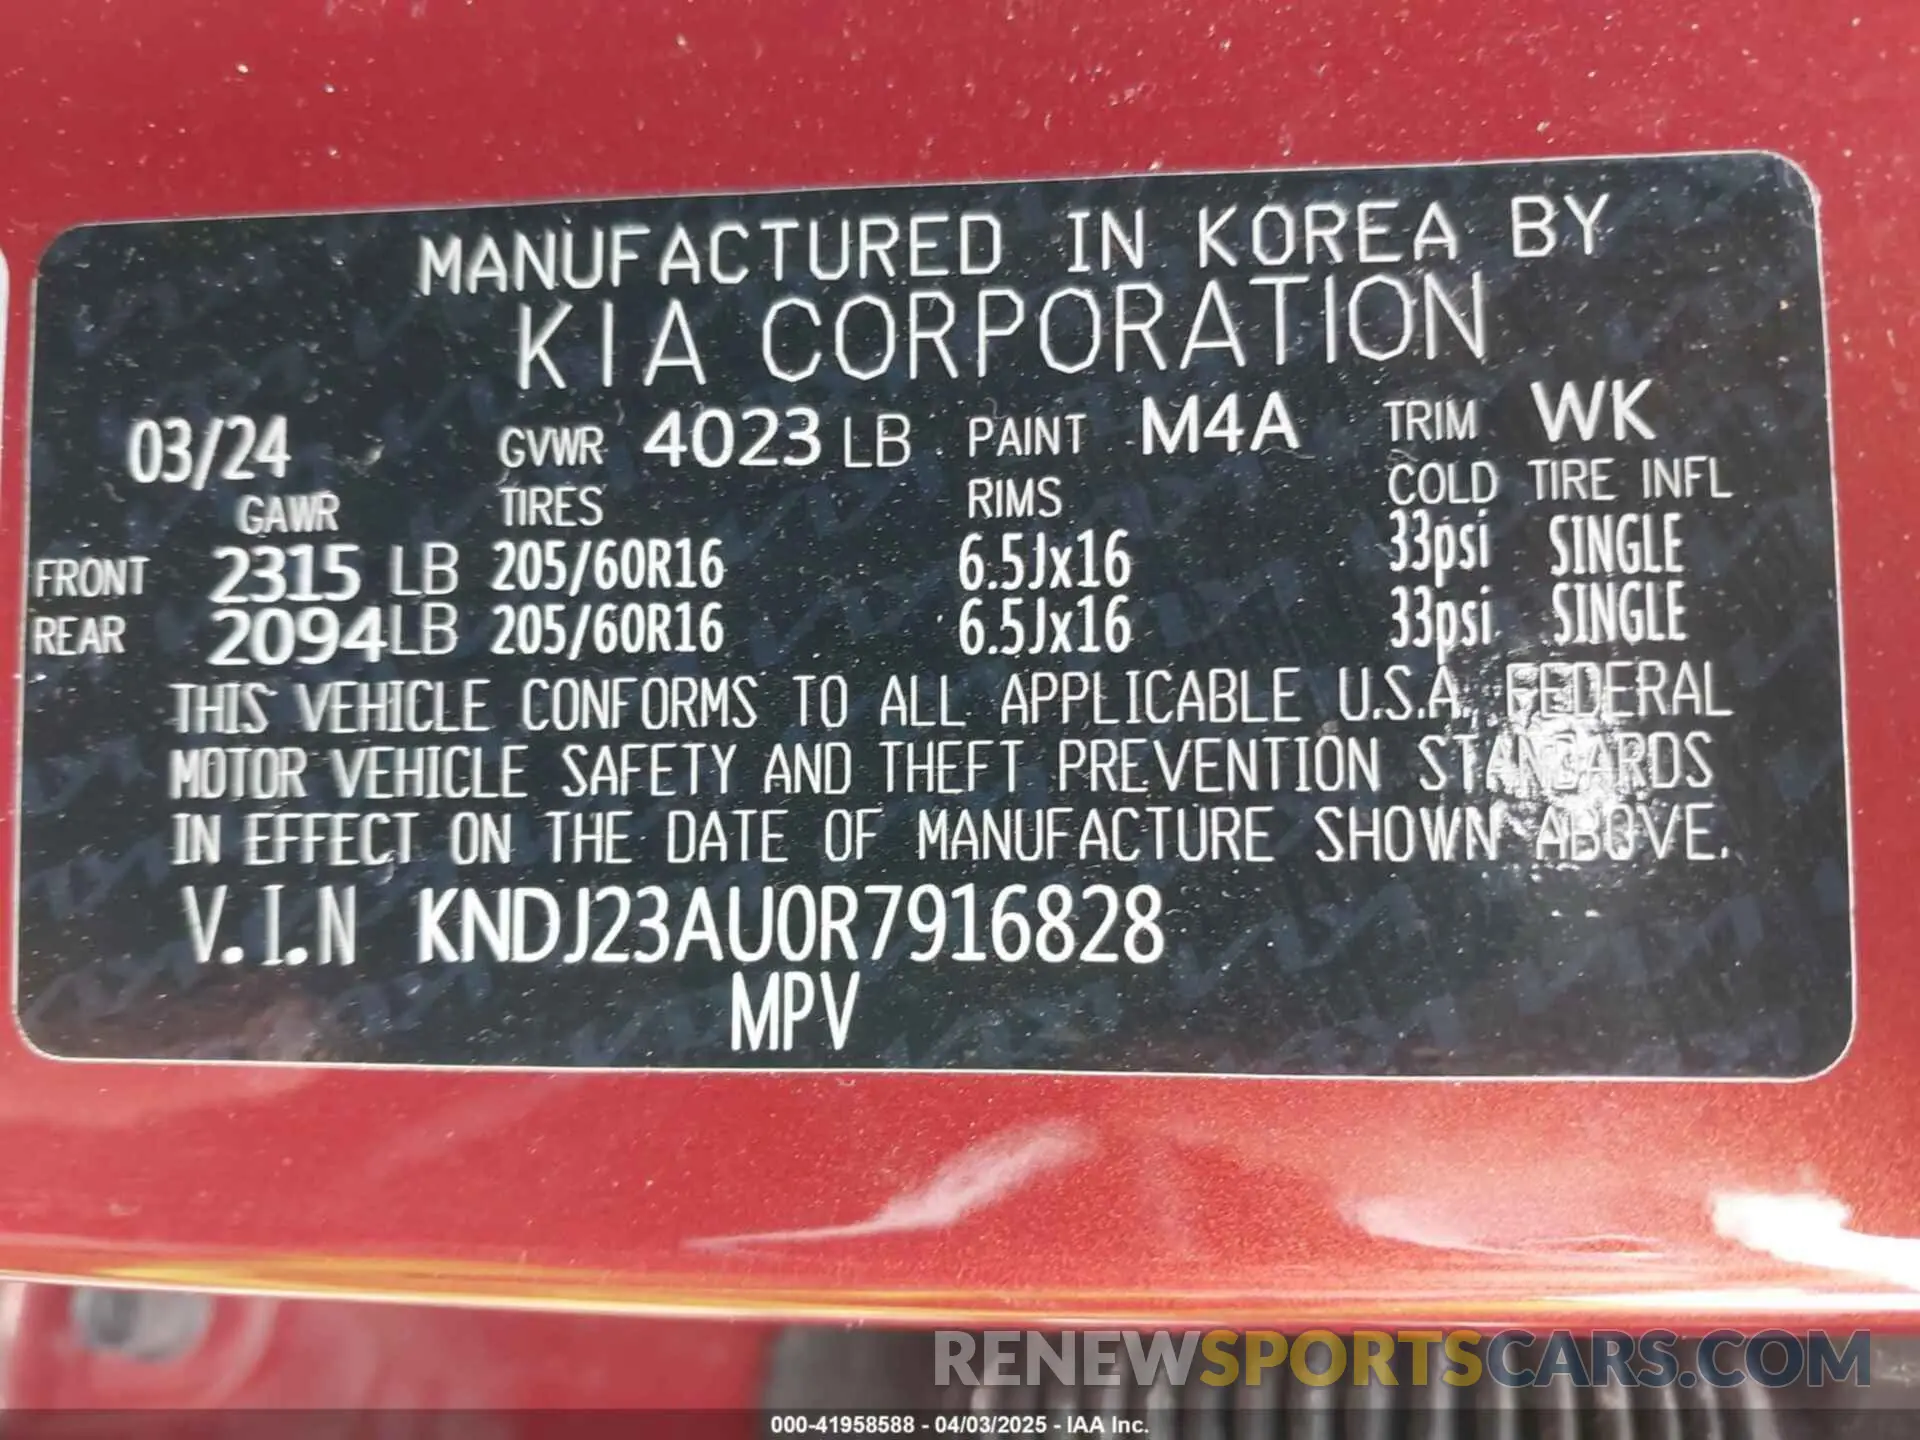 MANUFACTURED IN KOREA BY
KIA CORPORATION
03/24 GVWR 4023 LB PAINT M4A TRIM WK
GAWR TIRES RIMS COLD TIRE INFL
FRONT 2315 LB 205/60R16 6.5Jx16 33psi SINGLE
REAR 2094 LB 205/60R16 6.5Jx16 33psi SINGLE
THIS VEHICLE CONFORMS TO ALL APPLICABLE U.S.A. FEDERAL
MOTOR VEHICLE SAFETY AND THEFT PREVENTION STANDARDS
IN EFFECT ON THE DATE OF MANUFACTURE SHOWN ABOVE.
V.I.N KNDJ23AU0R7916828
MPV
RENEWSPORTSCARS.COM
000-41958588 - 04/03/2025 - IAA Inc.